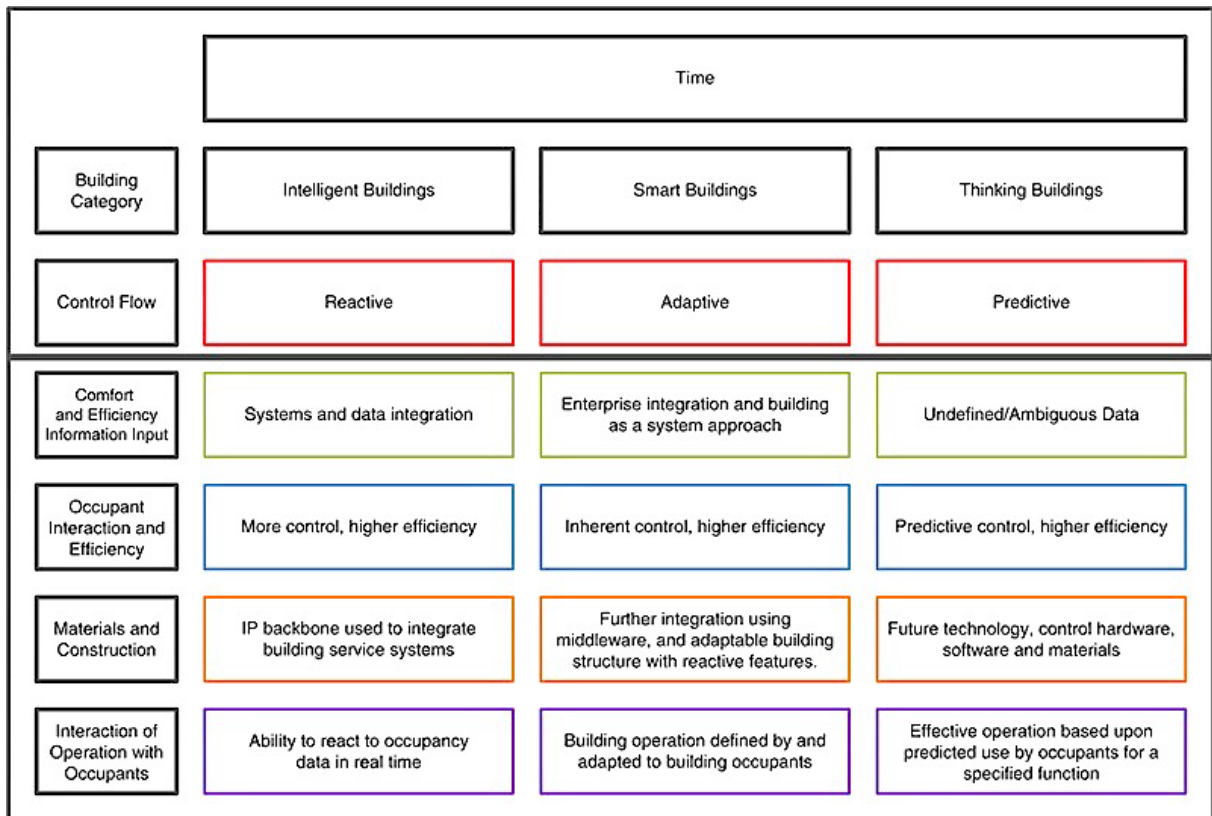 Time
Building
Category
Intelligent Buildings
Smart Buildings
Thinking Buildings
Control Flow
Reactive
Adaptive
Predictive
Comfort
and Efficiency
Information Input
Systems and data integration
Enterprise integration and building
as a system approach
Undefined/Ambiguous Data
Occupant
Interaction and
Efficiency
More control, higher efficiency
Inherent control, higher efficiency
Predictive control, higher efficiency
Materials and
Construction
IP backbone used to integrate
building service systems
Further integration using
middleware, and adaptable building
structure with reactive features.
Future technology, control hardware,
software and materials
Interaction of
Operation with
Occupants
Ability to react to occupancy
data in real time
Building operation defined by and
adapted to building occupants
Effective operation based upon
predicted use by occupants for a
specified function